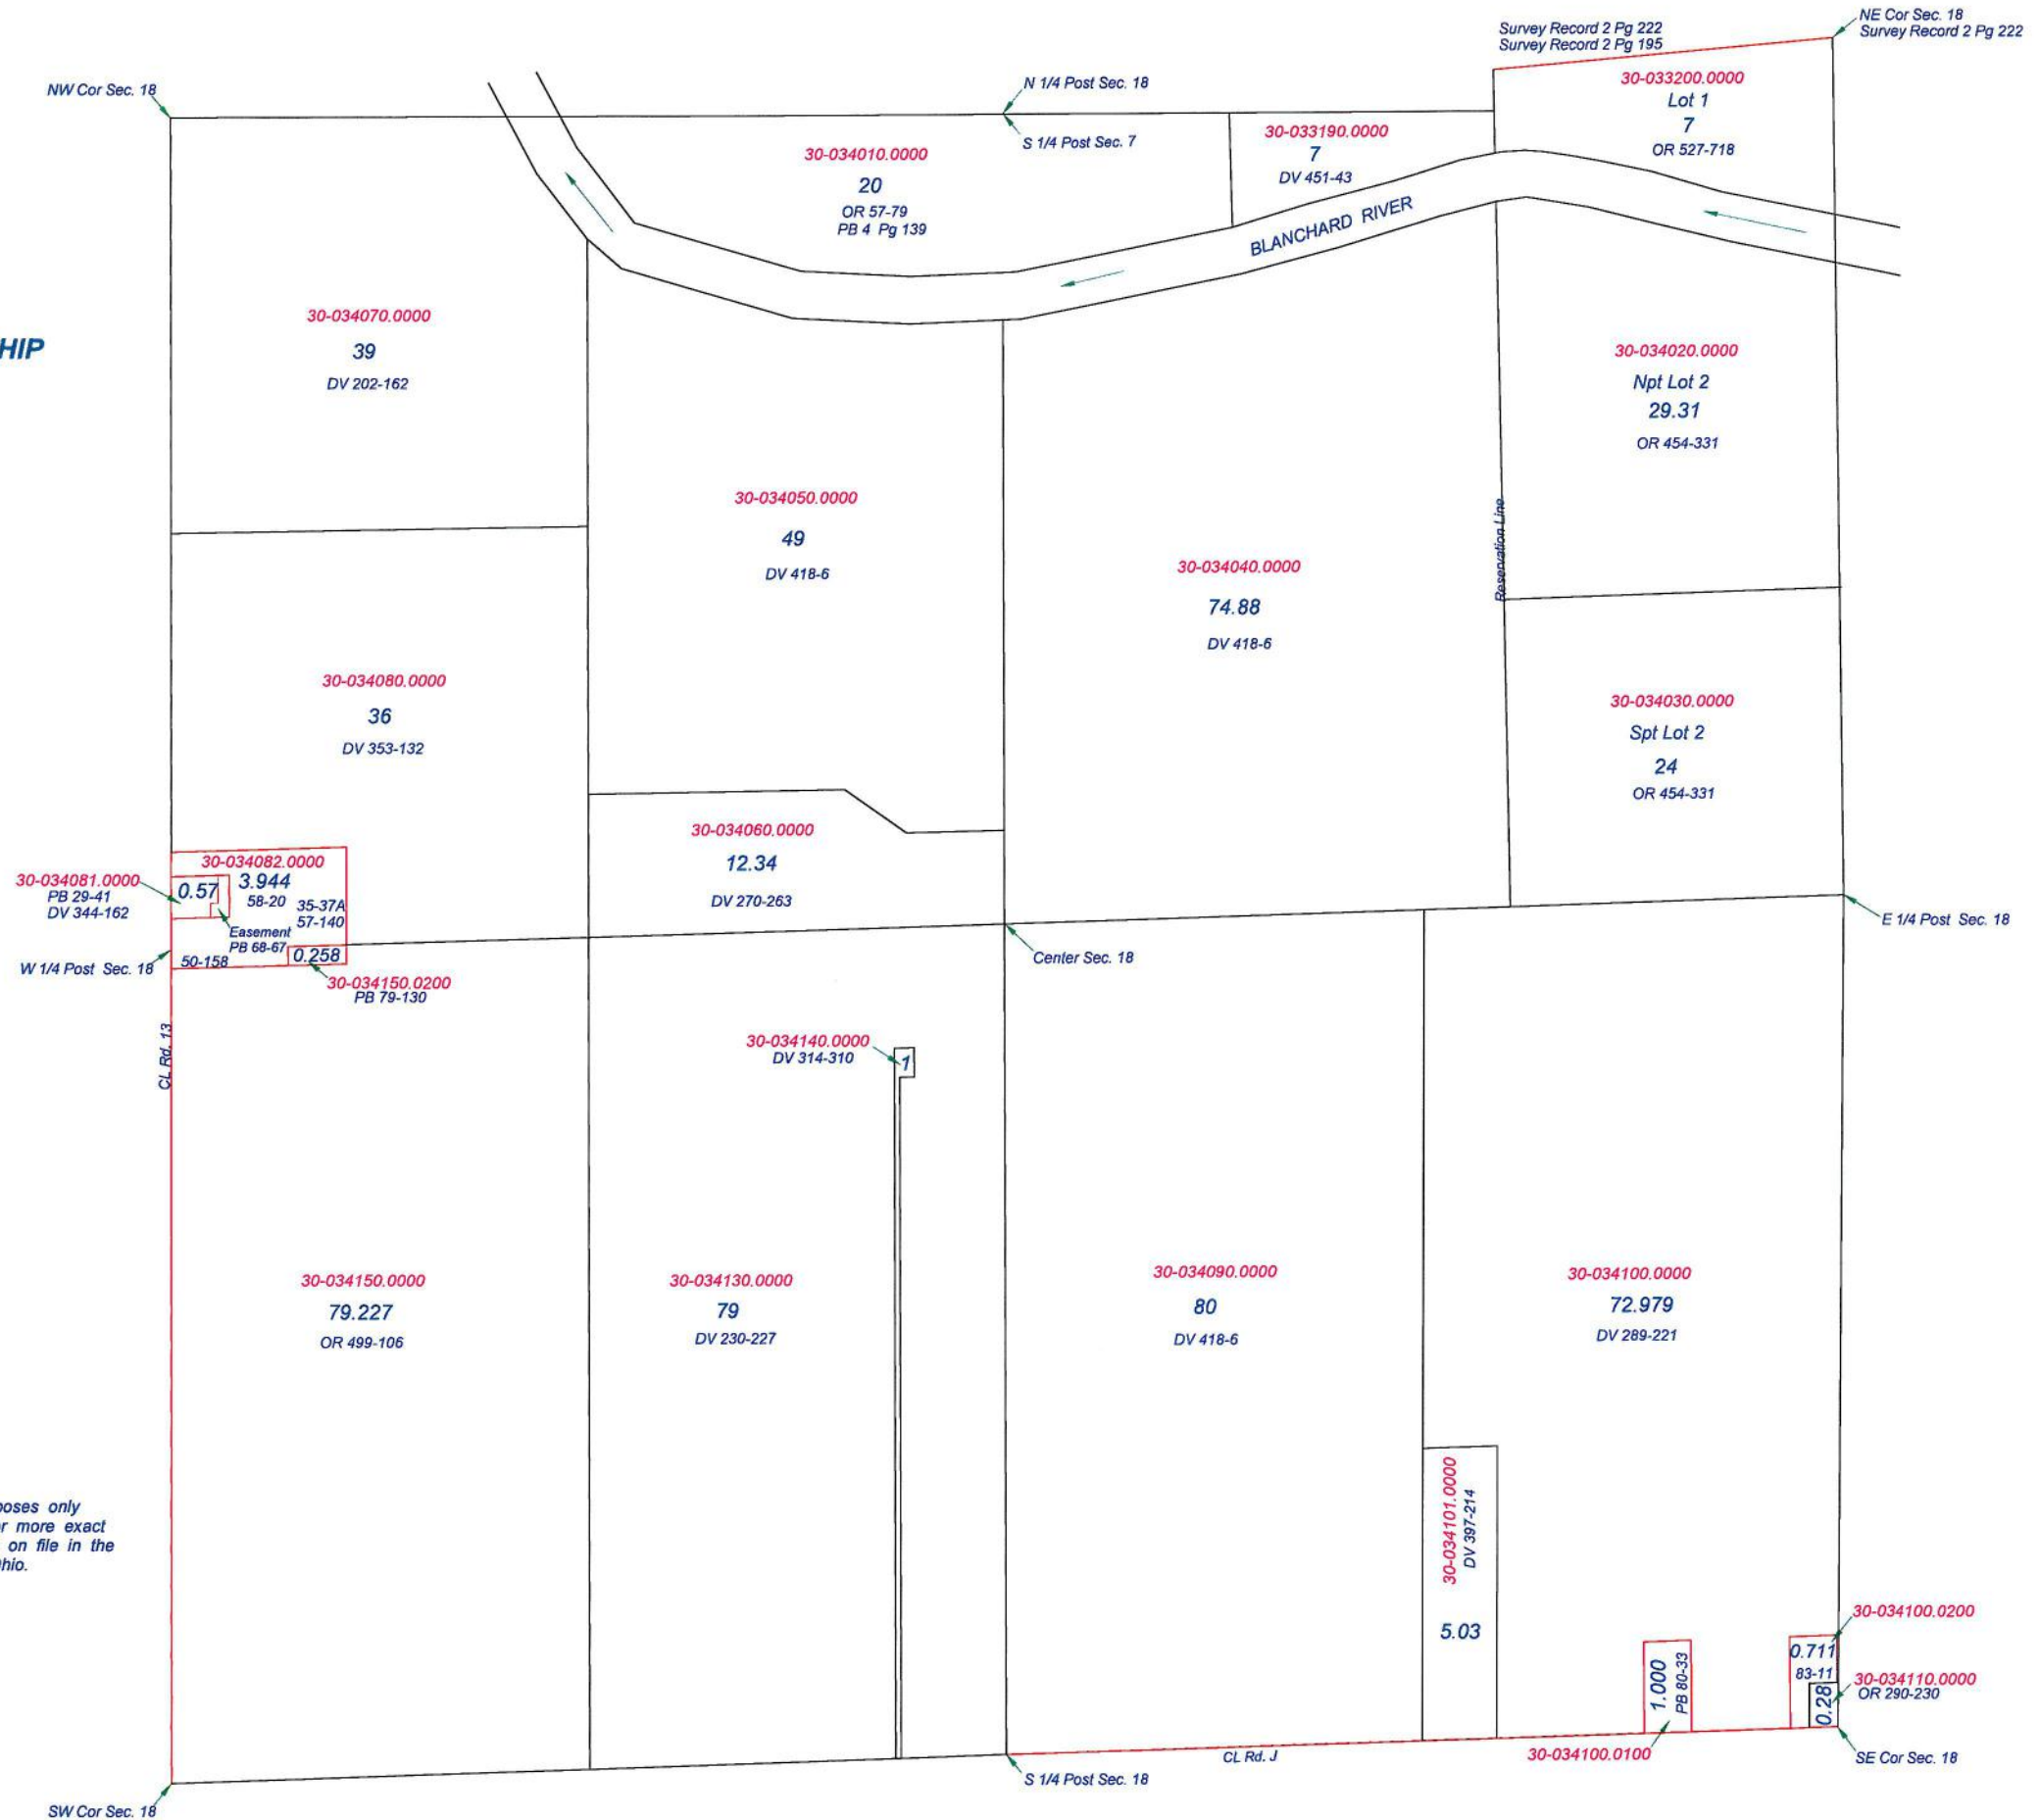 NE Cor Sec. 18
Survey Record 2 Pg 222
Survey Record 2 Pg 222
Survey Record 2 Pg 195
NW Cor Sec. 18
N 1/4 Post Sec. 18
S 1/4 Post Sec. 7
30-033200.0000
Lot 1
7
OR 527-718
30-033190.0000
7
DV 451-43
30-034010.0000
20
OR 57-79
PB 4 Pg 139
BLANCHARD RIVER
HIP
30-034070.0000
39
DV 202-162
30-034020.0000
Npt Lot 2
29.31
OR 454-331
30-034050.0000
49
DV 418-6
Reservation Line
30-034040.0000
74.88
DV 418-6
30-034080.0000
36
DV 353-132
30-034030.0000
Spt Lot 2
24
OR 454-331
30-034060.0000
12.34
DV 270-263
30-034082.0000
3.944
58-20
35-37A
57-140
30-034081.0000
PB 29-41
DV 344-162
0.57
Easement
PB 68-67
50-158
0.258
W 1/4 Post Sec. 18
30-034150.0200
PB 79-130
E 1/4 Post Sec. 18
Center Sec. 18
CL Rd. 13
30-034140.0000
DV 314-310
1
30-034150.0000
79.227
OR 499-106
30-034130.0000
79
DV 230-227
30-034090.0000
80
DV 418-6
30-034100.0000
72.979
DV 289-221
30-034101.0000
DV 397-214
5.03
poses only
r more exact
on file in the
hio.
30-034100.0200
0.711
83-11
30-034110.0000
OR 290-230
0.28
1.000
PB 80-33
30-034100.0100
CL Rd. J
SE Cor Sec. 18
S 1/4 Post Sec. 18
SW Cor Sec. 18